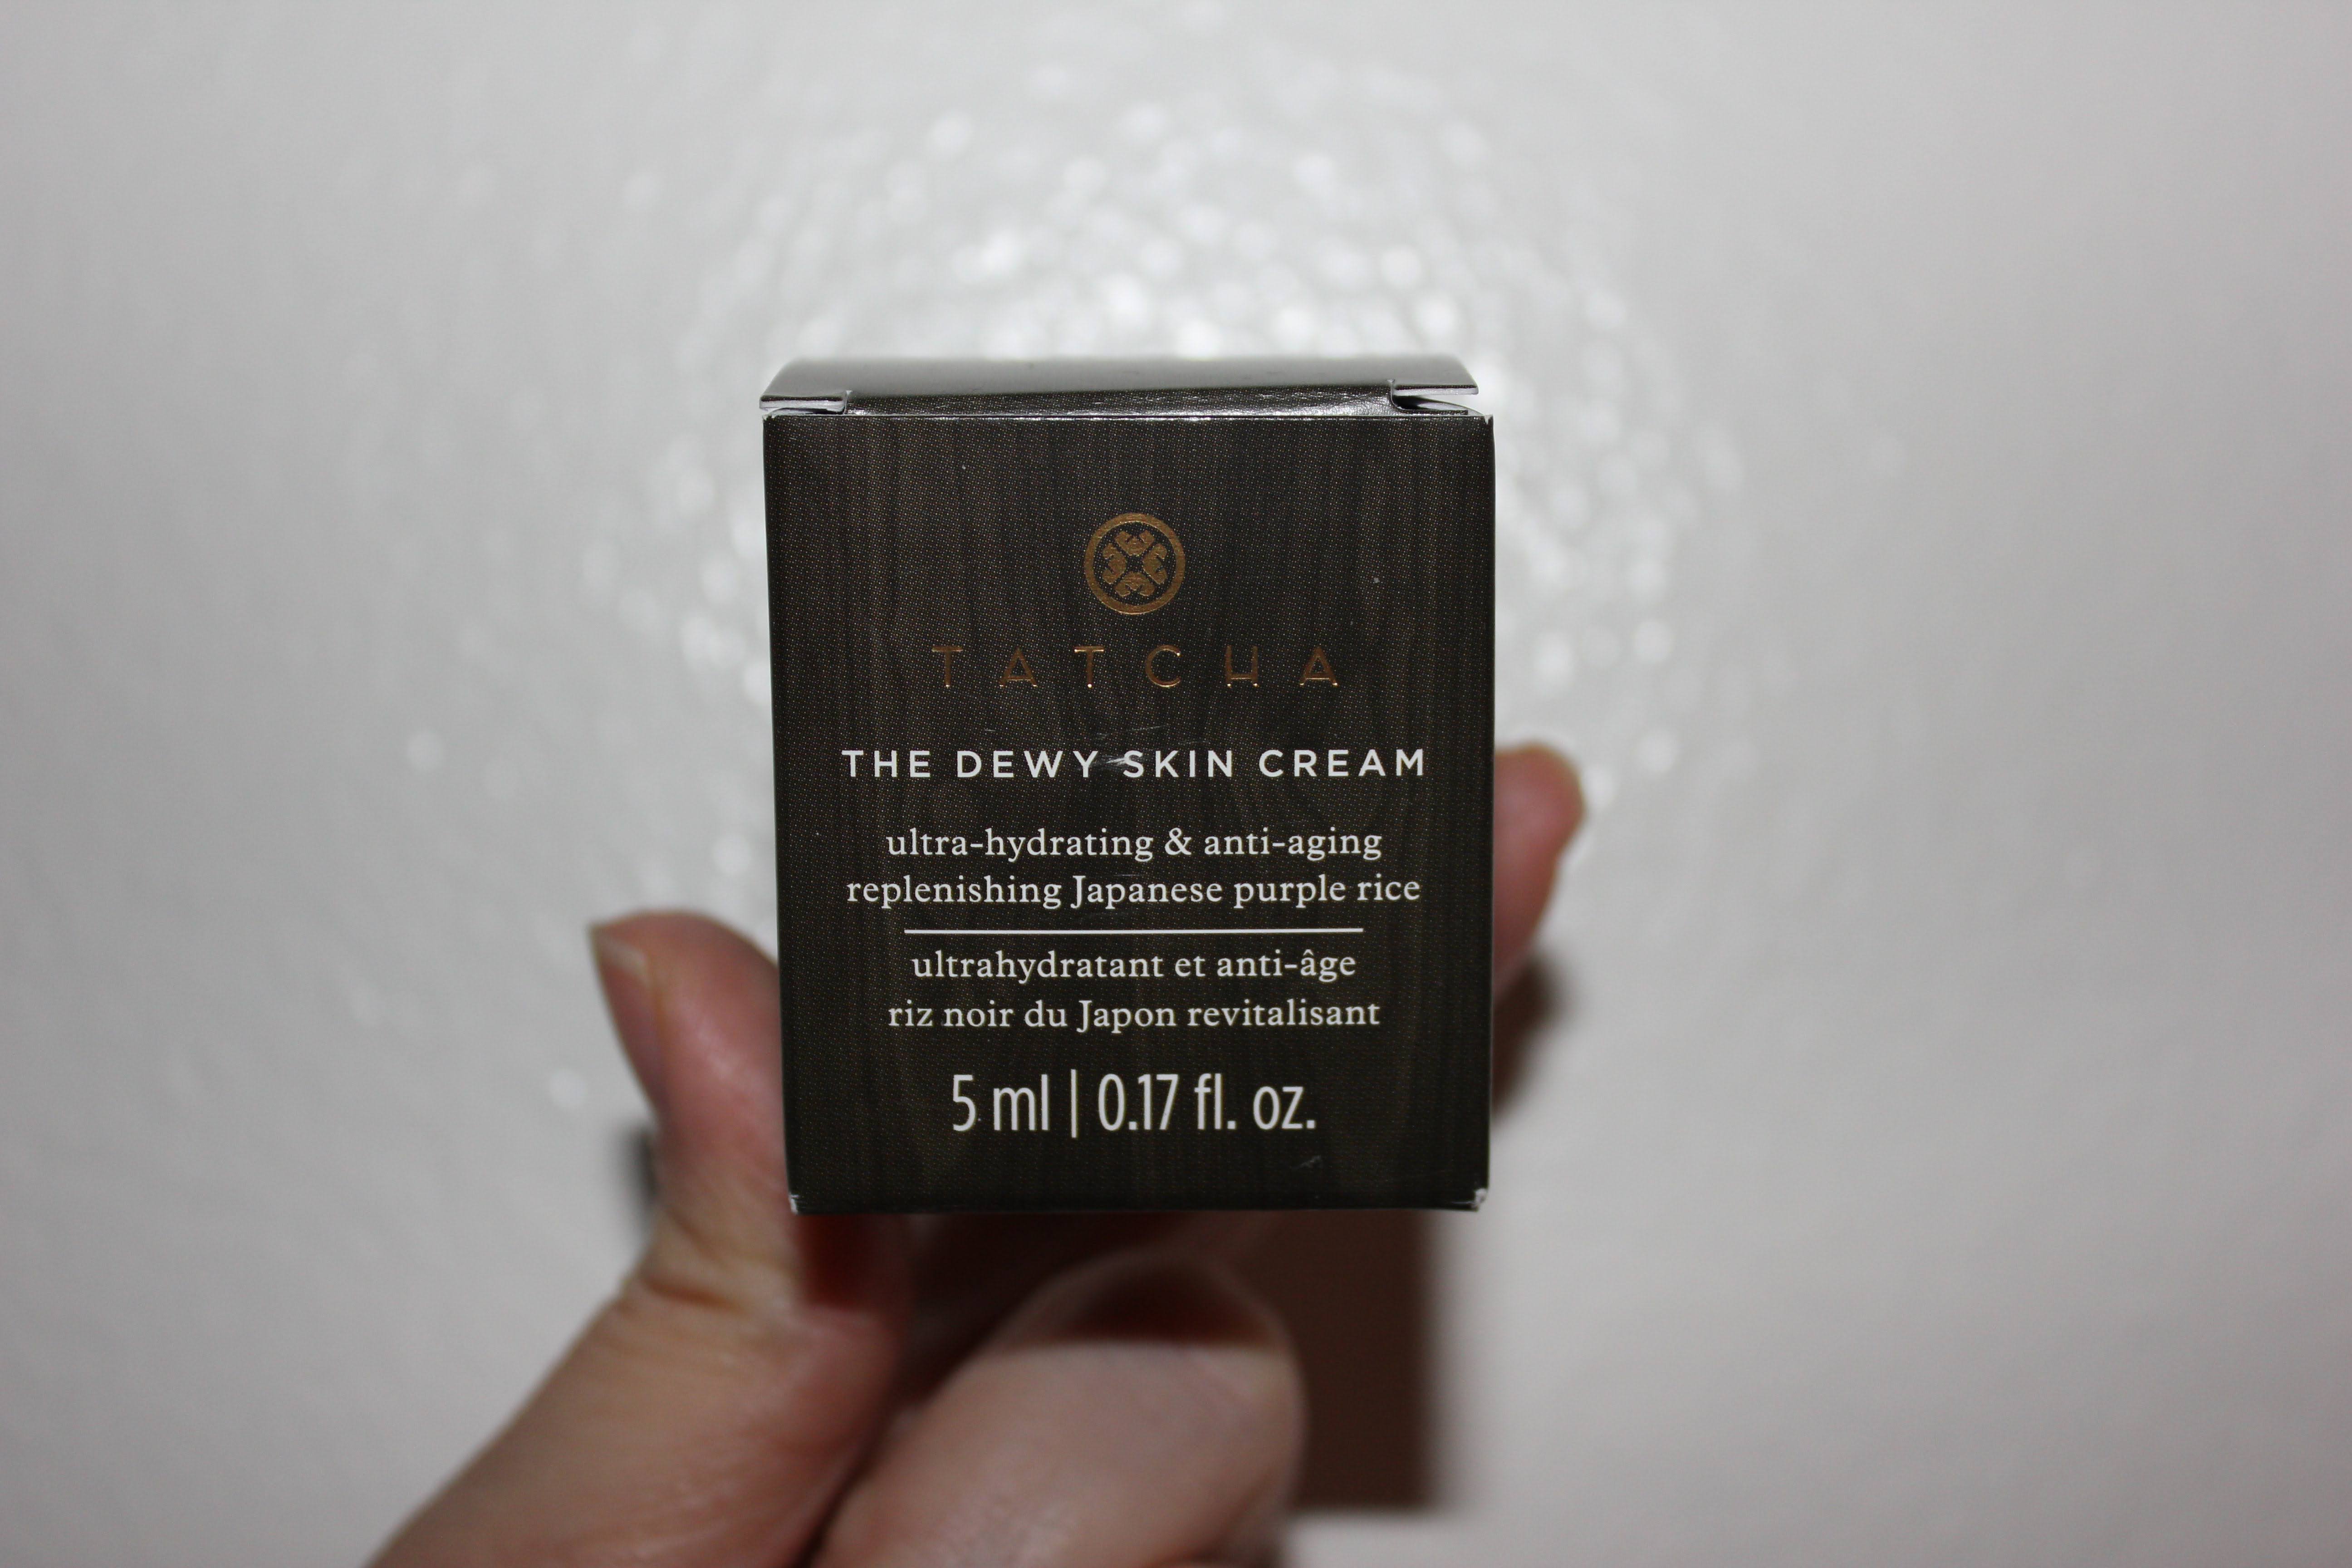 TATCHA
THE DEWY SKIN CREAM
ultra-hydrating & anti-aging
replenishing Japanese purple rice
ultrahydratant et anti-âge
riz noir du Japon revitalisant
5 ml | 0.17 fl. oz.